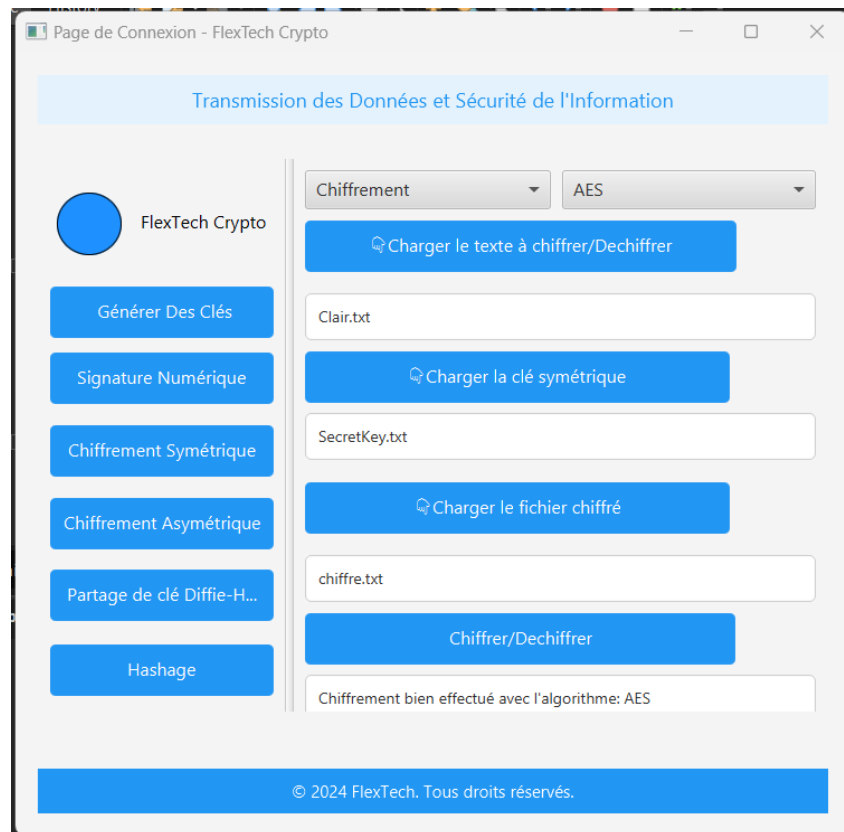 Page de Connexion - FlexTech Crypto
Transmission des Données et Sécurité de l'Information
FlexTech Crypto
Générer Des Clés
Signature Numérique
Chiffrement Symétrique
Chiffrement Asymétrique
Partage de clé Diffie-H...
Hashage
Chiffrement
AES
Charger le texte à chiffrer/Dechiffrer
Clair.txt
Charger la clé symétrique
SecretKey.txt
Charger le fichier chiffré
chiffre.txt
Chiffrer/Dechiffrer
Chiffrement bien effectué avec l'algorithme: AES
© 2024 FlexTech. Tous droits réservés.